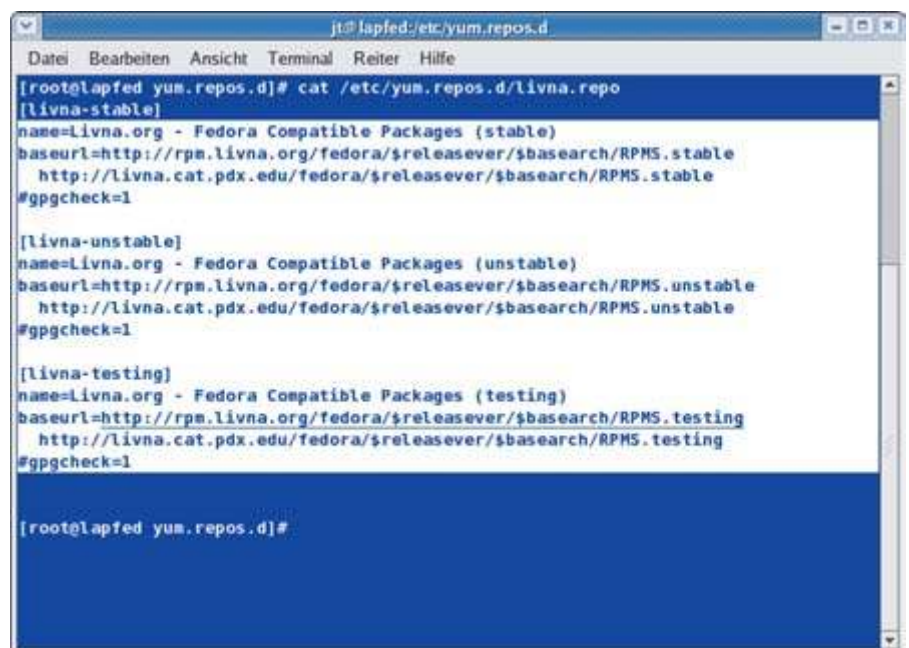 jt@lapfed:/etc/yum.repos.d
Datei Bearbeiten Ansicht Terminal Reiter Hilfe
[root@lapfed yum.repos.d]# cat /etc/yum.repos.d/livna.repo
[livna-stable]
name=Livna.org - Fedora Compatible Packages (stable)
baseurl=http://rpm.livna.org/fedora/$releasever/$basearch/RPMS.stable
http://livna.cat.pdx.edu/fedora/$releasever/$basearch/RPMS.stable
#gpgcheck=1
[livna-unstable]
name=Livna.org - Fedora Compatible Packages (unstable)
baseurl=http://rpm.livna.org/fedora/$releasever/$basearch/RPMS.unstable
http://livna.cat.pdx.edu/fedora/$releasever/$basearch/RPMS.unstable
#gpgcheck=1
[livna-testing]
name=Livna.org - Fedora Compatible Packages (testing)
baseurl=http://rpm.livna.org/fedora/$releasever/$basearch/RPMS.testing
http://livna.cat.pdx.edu/fedora/$releasever/$basearch/RPMS.testing
#gpgcheck=1
[root@lapfed yum.repos.d]#